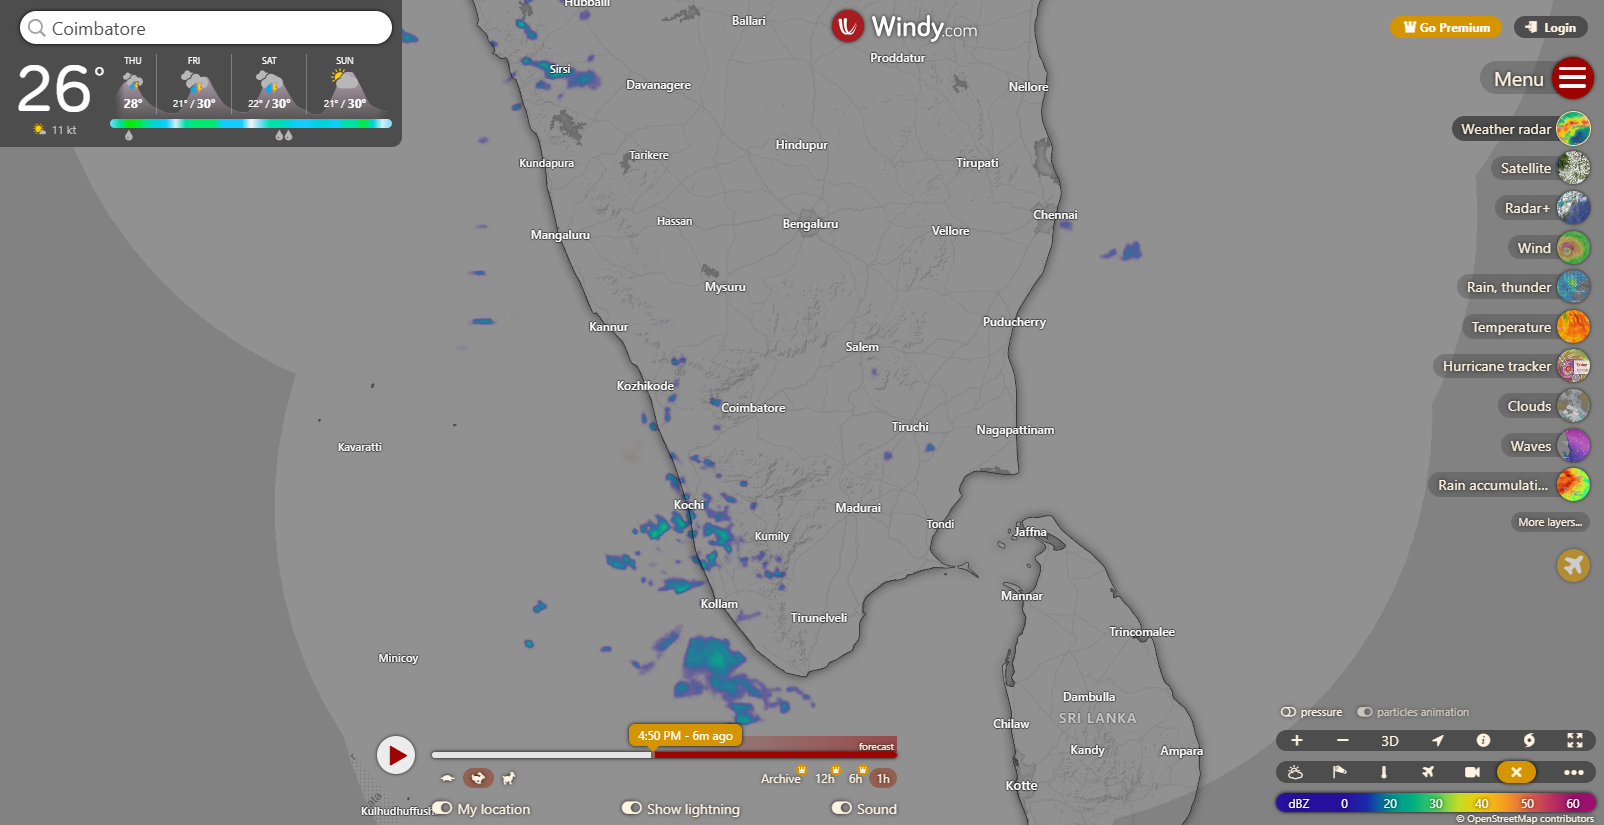 Coimbatore
26°
11 kt
THU
28°
FRI
21° / 30°
SAT
22° / 30°
SUN
21° / 30°
Windy.com
Go Premium
Login
Menu
Weather radar
Satellite
Radar+
Wind
Rain, thunder
Temperature
Hurricane tracker
Clouds
Waves
Rain accumulati...
More layers...
Hubballi
Ballari
Proddatur
Sirsi
Davanagere
Nellore
Kundapura
Tarikere
Hindupur
Tirupati
Mangaluru
Hassan
Bengaluru
Vellore
Chennai
Mysuru
Kannur
Puducherry
Salem
Kozhikode
Coimbatore
Tiruchi
Nagapattinam
Kavaratti
Kochi
Madurai
Tondi
Kumily
Jaffna
Kollam
Tirunelveli
Mannar
Trincomalee
Minicoy
Dambulla
SRI LANKA
Chilaw
Kandy
Ampara
Kotte
Kulhudhuffush
4:50 PM - 6m ago
forecast
Archive
12h
6h
1h
My location
Show lightning
Sound
pressure
particles animation
+ − 3D
dBZ 0 20 30 40 50 60
© OpenStreetMap contributors